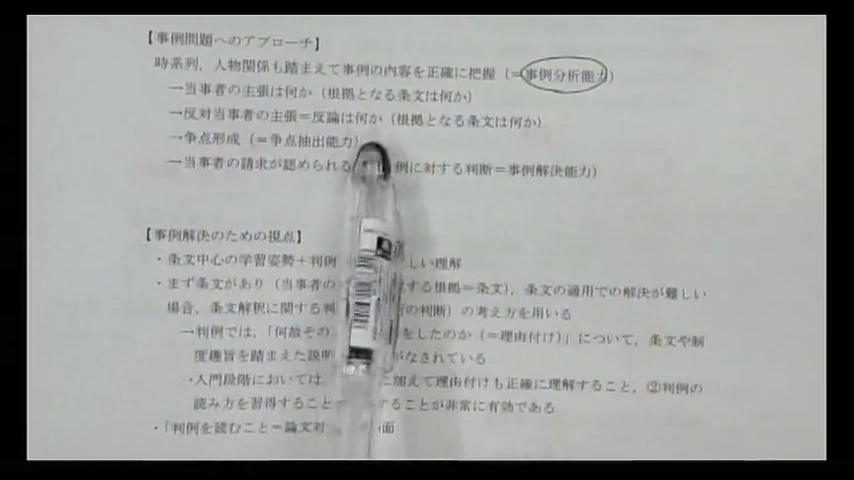 【事例問題へのアプローチ】
時系列，人物関係も踏まえて事例の内容を正確に把握（＝事例分析能力）
→当事者の主張は何か（根拠となる条文は何か）
→反対当事者の主張＝反論は何か（根拠となる条文は何か）
→争点形成（＝争点抽出能力）
→当事者の請求が認められる 例に対する判断＝事例解決能力）
【事例解決のための視点】
・条文中心の学習姿勢＋判例 しい理解
・まず条文があり（当事者の する根拠＝条文），条文の適用での解決が難しい
場合，条文解釈に関する判 の判断）の考え方を用いる
→判例では，「何故その をしたのか（＝理由付け）」について，条文や制
度趣旨を踏まえた説明 がなされている
→入門段階においては に加えて理由付けも正確に理解すること，②判例の
読み方を習得すること することが非常に有効である
・「判例を読むこと＝論文対 面